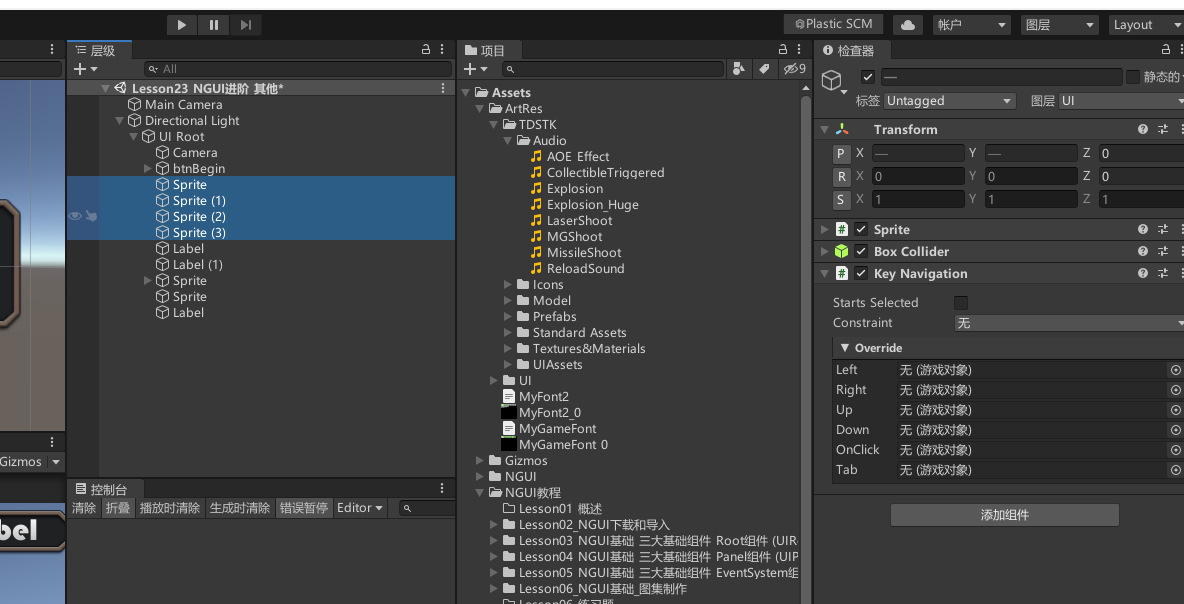 Plastic SCM
帐户
图层
Layout
层级
All
Lesson23_NGUI进阶_其他*
Main Camera
Directional Light
UI Root
Camera
btnBegin
Sprite
Sprite (1)
Sprite (2)
Sprite (3)
Label
Label (1)
Sprite
Sprite
Label
Gizmos
bel
控制台
清除
折叠
播放时清除
生成时清除
错误暂停
Editor
项目
9
Assets
ArtRes
TDSTK
Audio
AOE_Effect
CollectibleTriggered
Explosion
Explosion_Huge
LaserShoot
MGShoot
MissileShoot
ReloadSound
Icons
Model
Prefabs
Standard Assets
Textures&Materials
UIAssets
UI
MyFont2
MyFont2_0
MyGameFont
MyGameFont_0
Gizmos
NGUI
NGUI教程
Lesson01_概述
Lesson02_NGUI下载和导入
Lesson03_NGUI基础_三大基础组件_Root组件 (UIR
Lesson04_NGUI基础_三大基础组件_Panel组件 (UIP
Lesson05_NGUI基础_三大基础组件_EventSystem组
Lesson06_NGUI基础_图集制作
Lesson06_练习题
检查器
—
静态的
标签 Untagged
图层 UI
Transform
P X — Y — Z 0
R X 0 Y 0 Z 0
S X 1 Y 1 Z 1
Sprite
Box Collider
Key Navigation
Starts Selected
Constraint 无
Override
Left 无 (游戏对象)
Right 无 (游戏对象)
Up 无 (游戏对象)
Down 无 (游戏对象)
OnClick 无 (游戏对象)
Tab 无 (游戏对象)
添加组件